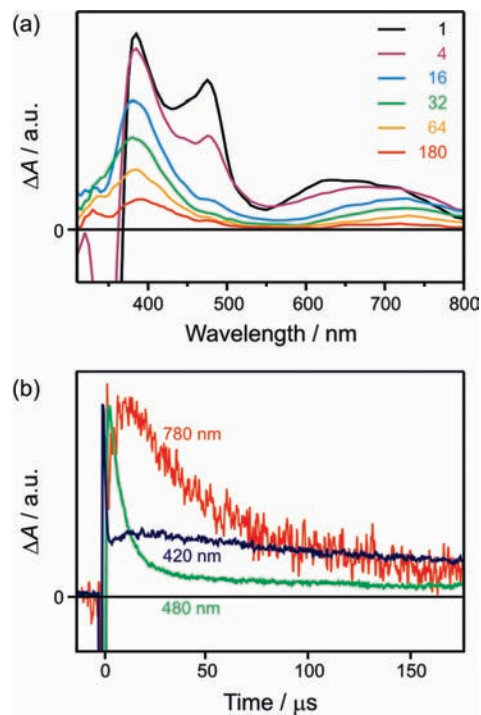 (a)
1
4
16
32
64
180
ΔA / a.u.
0
400 500 600 700 800
Wavelength / nm
(b)
780 nm
420 nm
480 nm
ΔA / a.u.
0
0 50 100 150
Time / μs